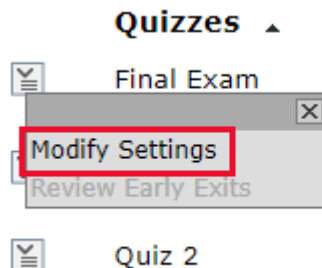 Quizzes
Final Exam
Modify Settings
Review Early Exits
Quiz 2